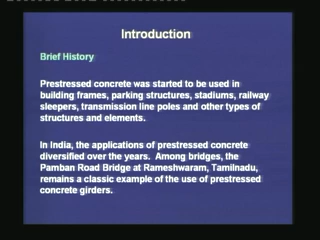 Introduction
Brief History
Prestressed concrete was started to be used in
building frames, parking structures, stadiums, railway
sleepers, transmission line poles and other types of
structures and elements.
In India, the applications of prestressed concrete
diversified over the years.  Among bridges, the
Pamban Road Bridge at Rameshwaram, Tamilnadu,
remains a classic example of the use of prestressed
concrete girders.